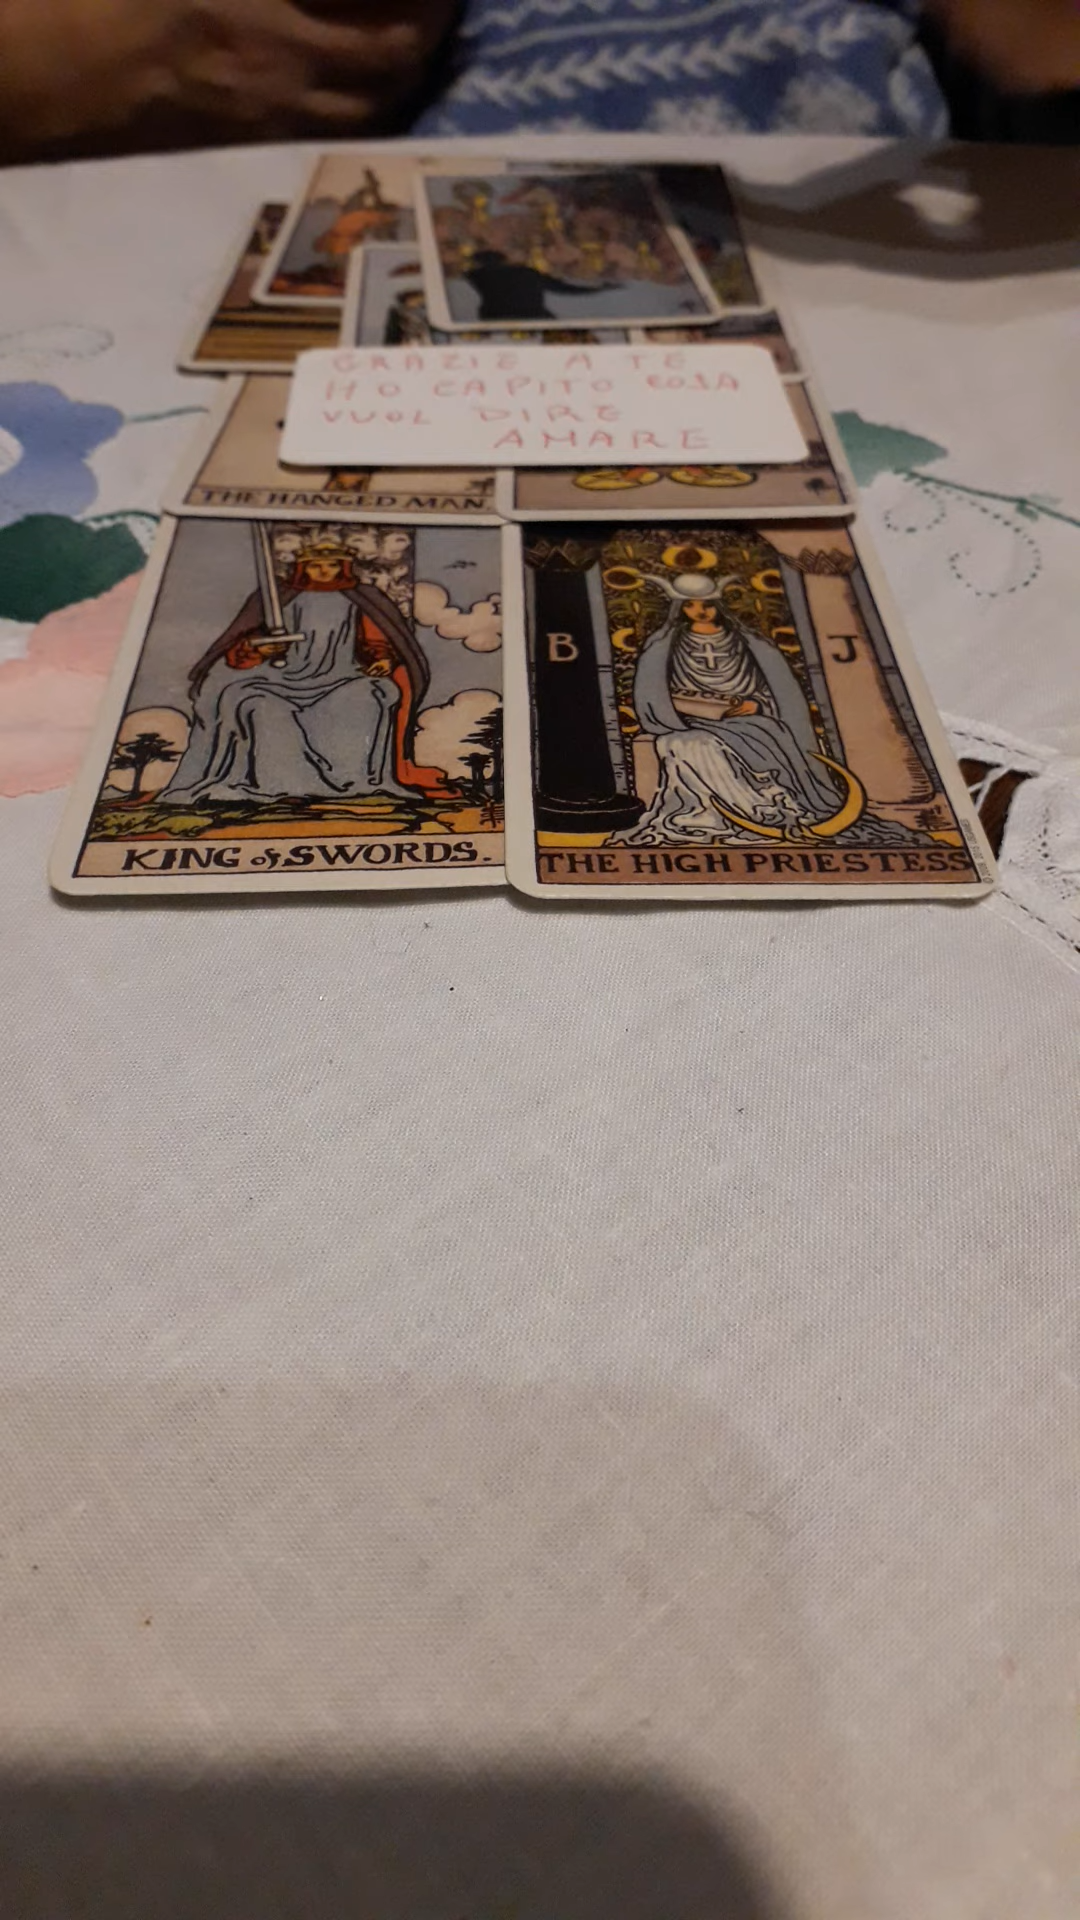 GRAZIE A TE
HO CAPITO COSA
VUOL DIRE
AMARE
THE HANGED MAN.
B J
KING of SWORDS.
THE HIGH PRIESTESS